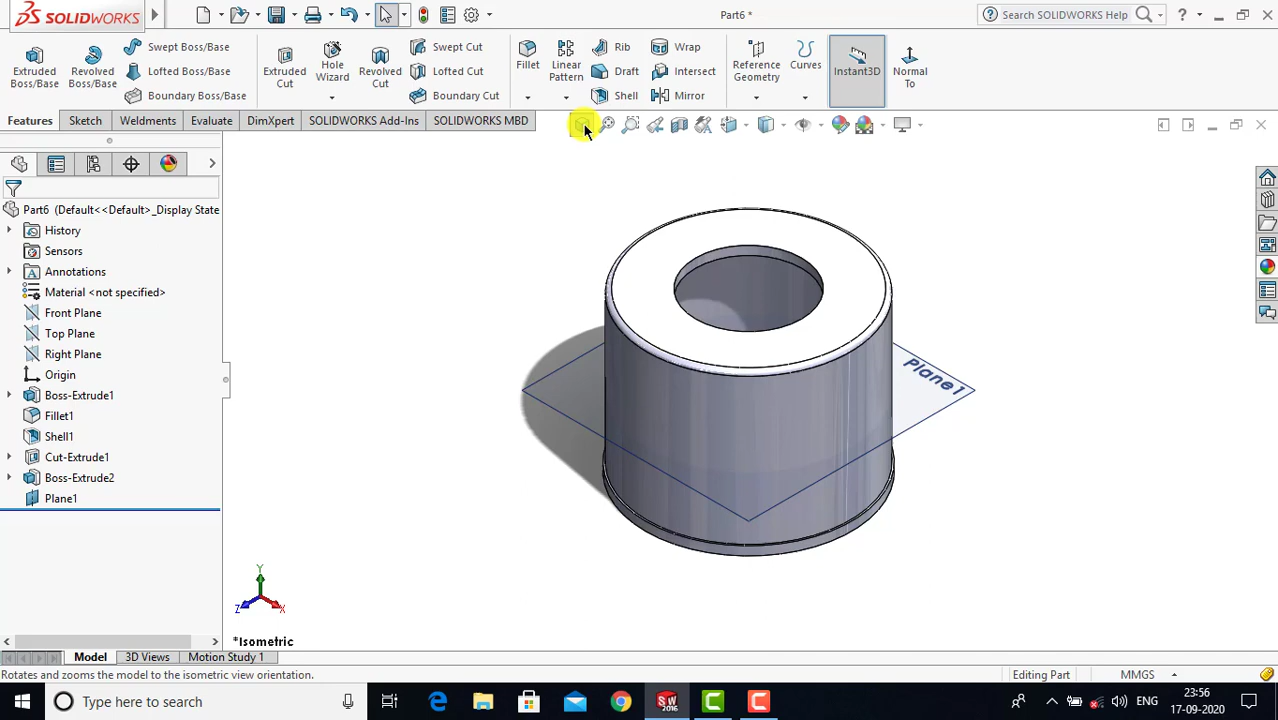 SOLIDWORKS
Part6 *
Search SOLIDWORKS Help
Extruded Boss/Base
Revolved Boss/Base
Swept Boss/Base
Lofted Boss/Base
Boundary Boss/Base
Extruded Cut
Hole Wizard
Revolved Cut
Swept Cut
Lofted Cut
Boundary Cut
Fillet
Linear Pattern
Rib
Draft
Shell
Wrap
Intersect
Mirror
Reference Geometry
Curves
Instant3D
Normal To
Features
Sketch
Weldments
Evaluate
DimXpert
SOLIDWORKS Add-Ins
SOLIDWORKS MBD
Part6 (Default<<Default>_Display State
History
Sensors
Annotations
Material <not specified>
Front Plane
Top Plane
Right Plane
Origin
Boss-Extrude1
Fillet1
Shell1
Cut-Extrude1
Boss-Extrude2
Plane1
Plane1
Y
Z
X
*Isometric
Model
3D Views
Motion Study 1
Rotates and zooms the model to the isometric view orientation.
Editing Part
MMGS
Type here to search
SW
2016
ENG
23:56
17-09-2020